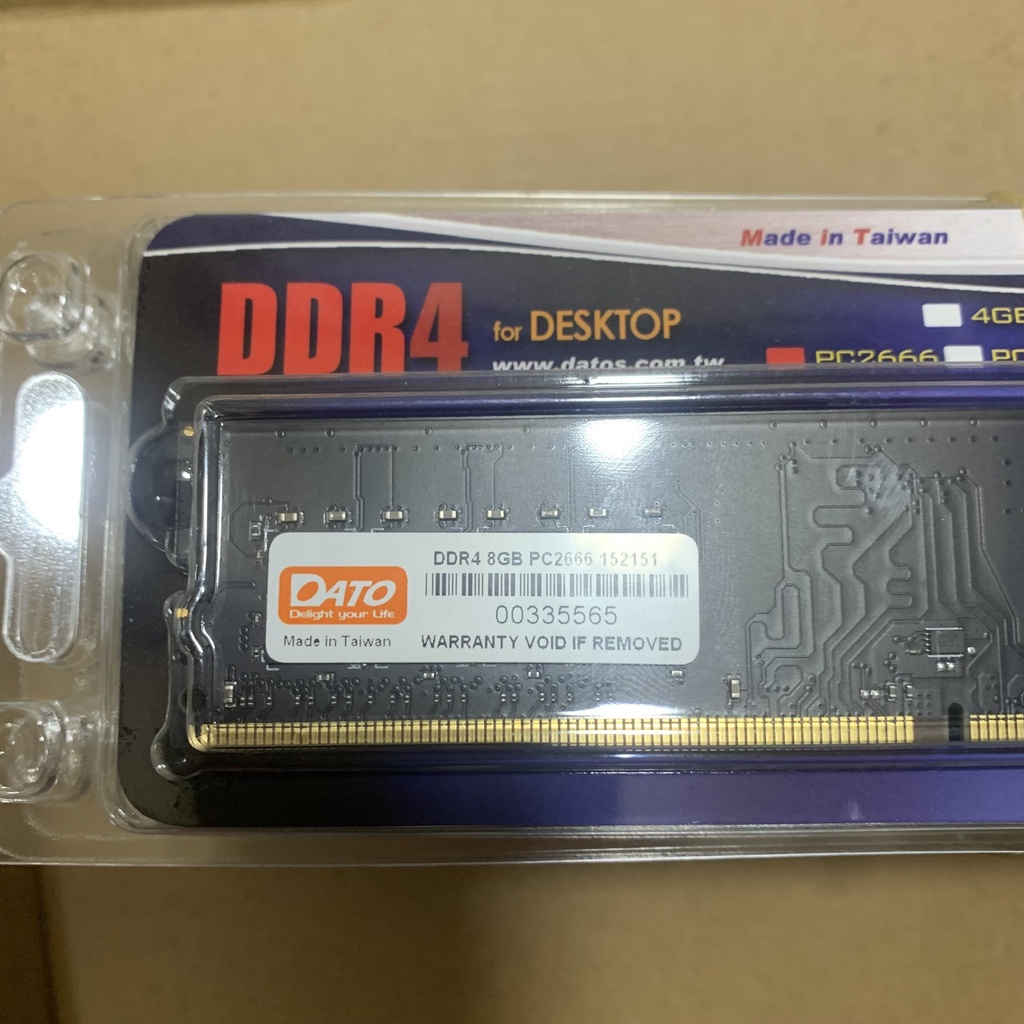 Made in Taiwan
DDR4 for DESKTOP
4GB
www.datos.com.tw
PC2666
DDR4 8GB PC2666 152151
DATO
Delight your Life
00335565
Made in Taiwan
WARRANTY VOID IF REMOVED